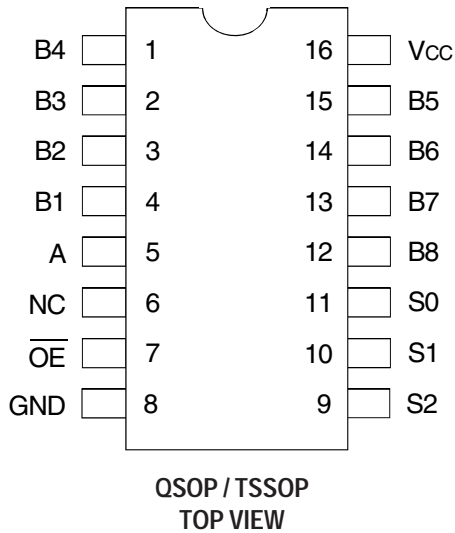 B4 1 16 VCC
B3 2 15 B5
B2 3 14 B6
B1 4 13 B7
A 5 12 B8
NC 6 11 S0
O̅E̅ 7 10 S1
GND 8 9 S2
QSOP / TSSOP
TOP VIEW